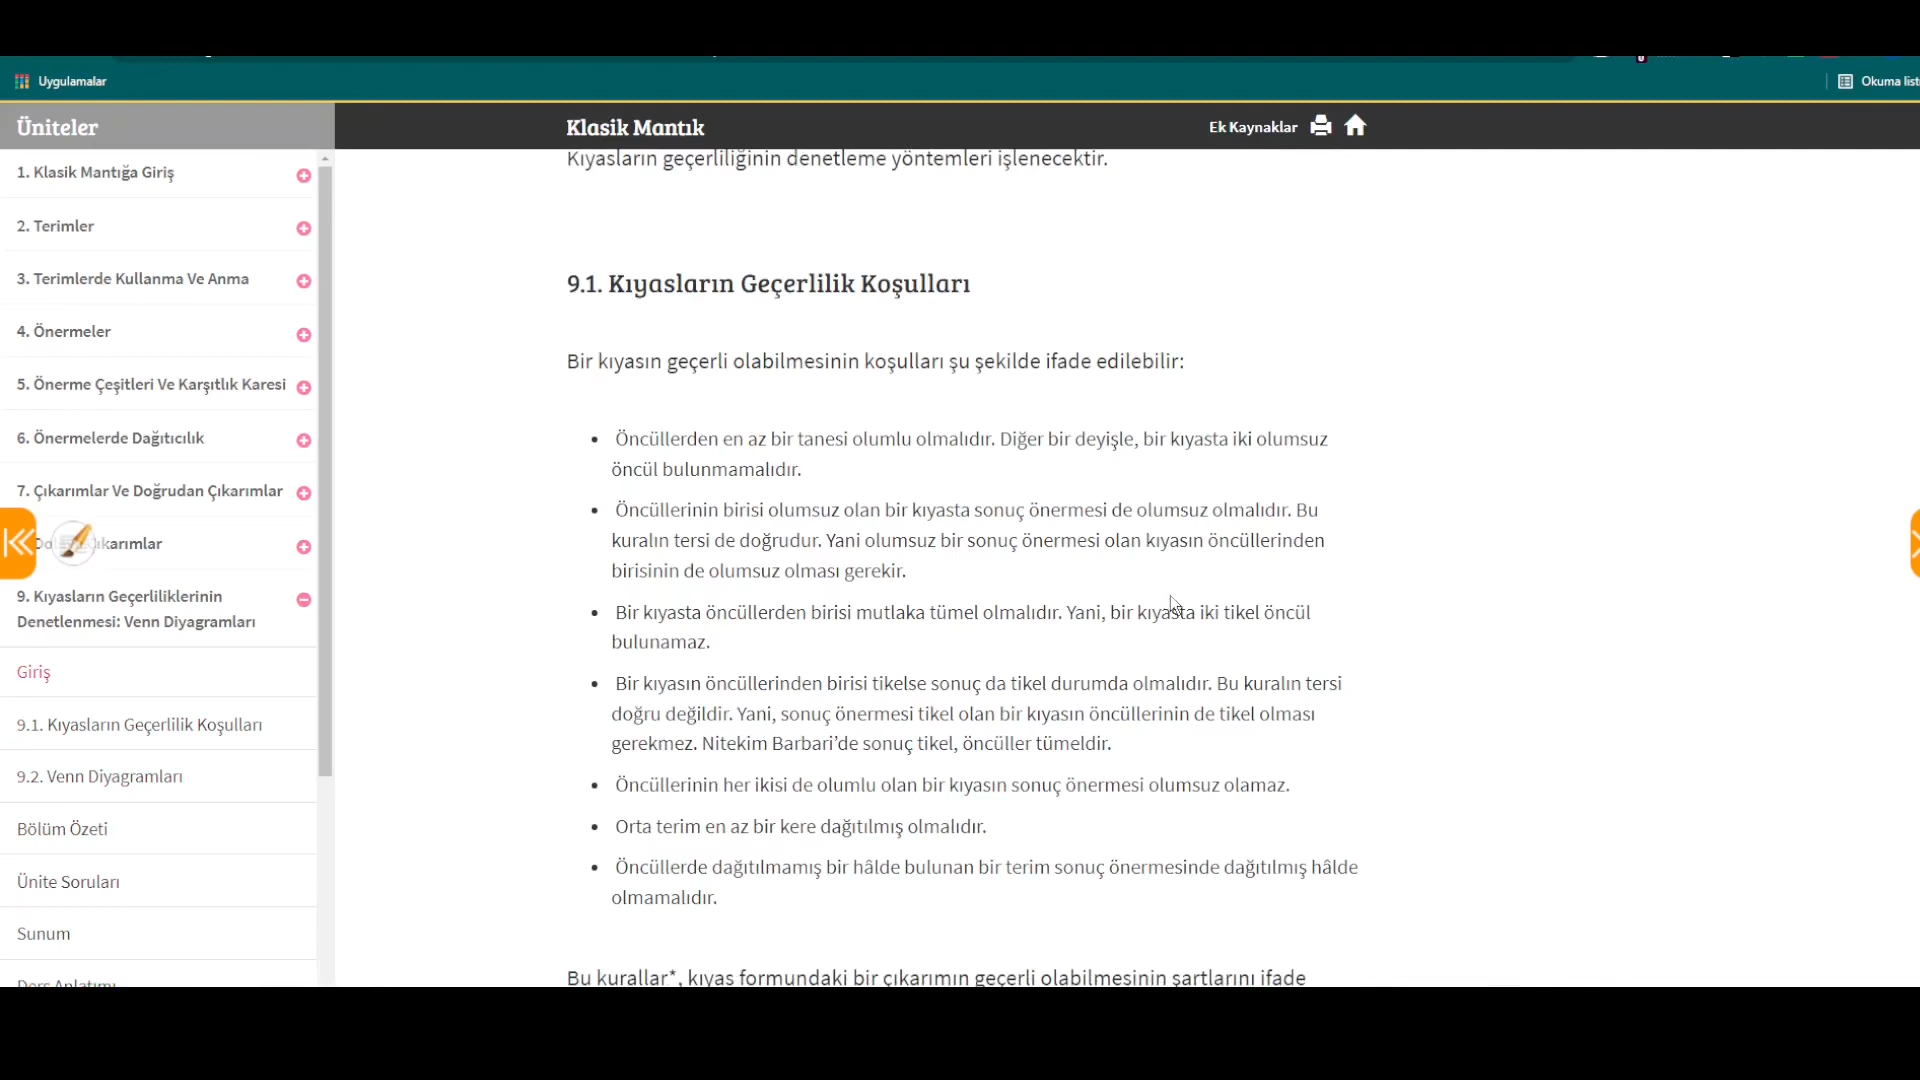 Uygulamalar
Okuma list
Üniteler
Klasik Mantık
Ek Kaynaklar
1. Klasik Mantığa Giriş
2. Terimler
3. Terimlerde Kullanma Ve Anma
4. Önermeler
5. Önerme Çeşitleri Ve Karşıtlık Karesi
6. Önermelerde Dağıtıcılık
7. Çıkarımlar Ve Doğrudan Çıkarımlar
9. Kıyasların Geçerliliklerinin
Denetlenmesi: Venn Diyagramları
Giriş
9.1. Kıyasların Geçerlilik Koşulları
9.2. Venn Diyagramları
Bölüm Özeti
Ünite Soruları
Sunum
Ders Anlatımı
Kıyasların geçerliliğinin denetleme yöntemleri işlenecektir.
9.1. Kıyasların Geçerlilik Koşulları
Bir kıyasın geçerli olabilmesinin koşulları şu şekilde ifade edilebilir:
• Öncüllerden en az bir tanesi olumlu olmalıdır. Diğer bir deyişle, bir kıyasta iki olumsuz
öncül bulunmamalıdır.
• Öncüllerinin birisi olumsuz olan bir kıyasta sonuç önermesi de olumsuz olmalıdır. Bu
kuralın tersi de doğrudur. Yani olumsuz bir sonuç önermesi olan kıyasın öncüllerinden
birisinin de olumsuz olması gerekir.
• Bir kıyasta öncüllerden birisi mutlaka tümel olmalıdır. Yani, bir kıyasta iki tikel öncül
bulunamaz.
• Bir kıyasın öncüllerinden birisi tikelse sonuç da tikel durumda olmalıdır. Bu kuralın tersi
doğru değildir. Yani, sonuç önermesi tikel olan bir kıyasın öncüllerinin de tikel olması
gerekmez. Nitekim Barbari’de sonuç tikel, öncüller tümeldir.
• Öncüllerinin her ikisi de olumlu olan bir kıyasın sonuç önermesi olumsuz olamaz.
• Orta terim en az bir kere dağıtılmış olmalıdır.
• Öncüllerde dağıtılmamış bir hâlde bulunan bir terim sonuç önermesinde dağıtılmış hâlde
olmamalıdır.
Bu kurallar*, kıyas formundaki bir çıkarımın geçerli olabilmesinin şartlarını ifade